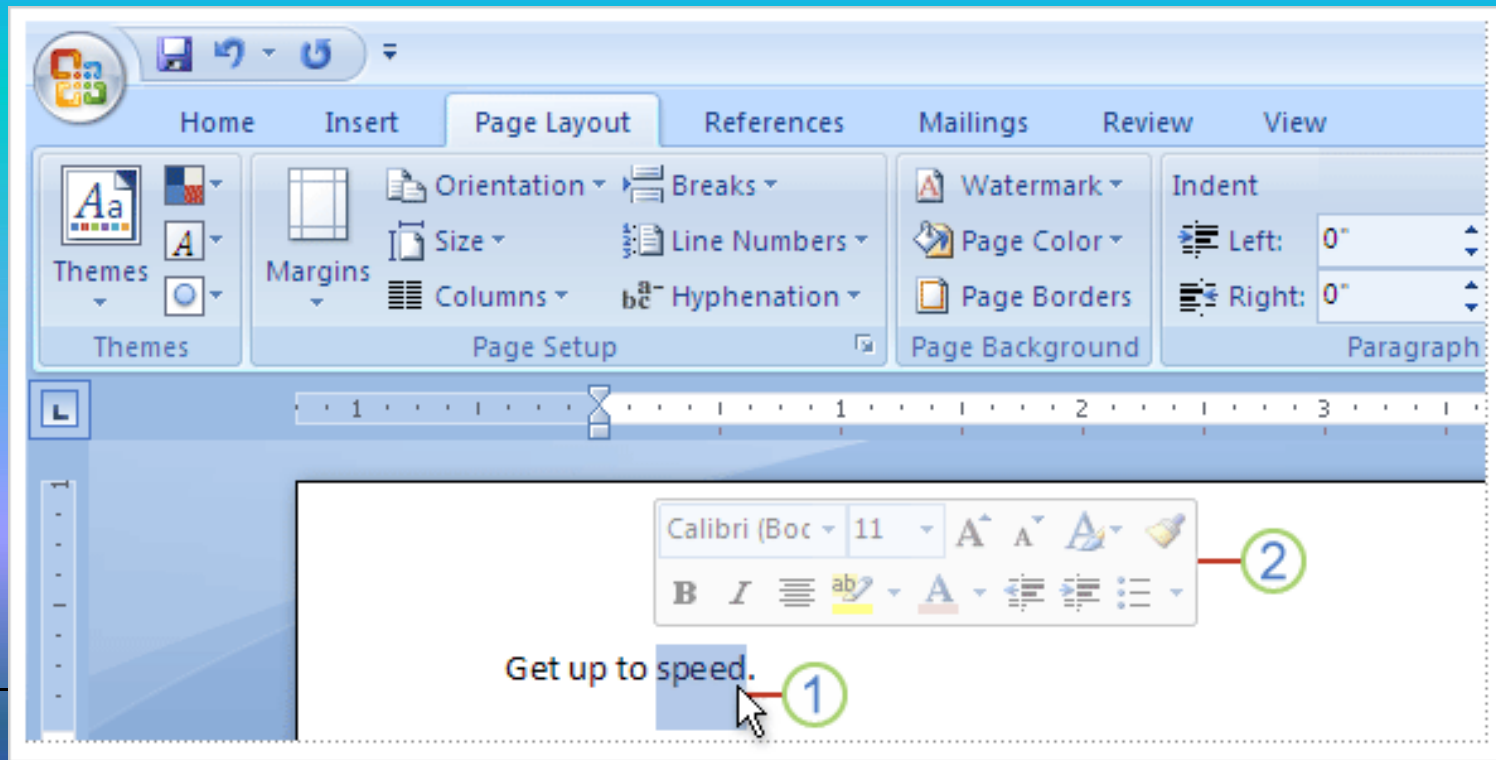 Home Insert Page Layout References Mailings Review View
Orientation Breaks Watermark Indent
Size Line Numbers Page Color Left: 0"
Themes Margins Columns Hyphenation Page Borders Right: 0"
Themes Page Setup Page Background Paragraph
L 1 1 2 3
1
Calibri (Boc 11 A A A
B I ab A
2
Get up to speed.
1